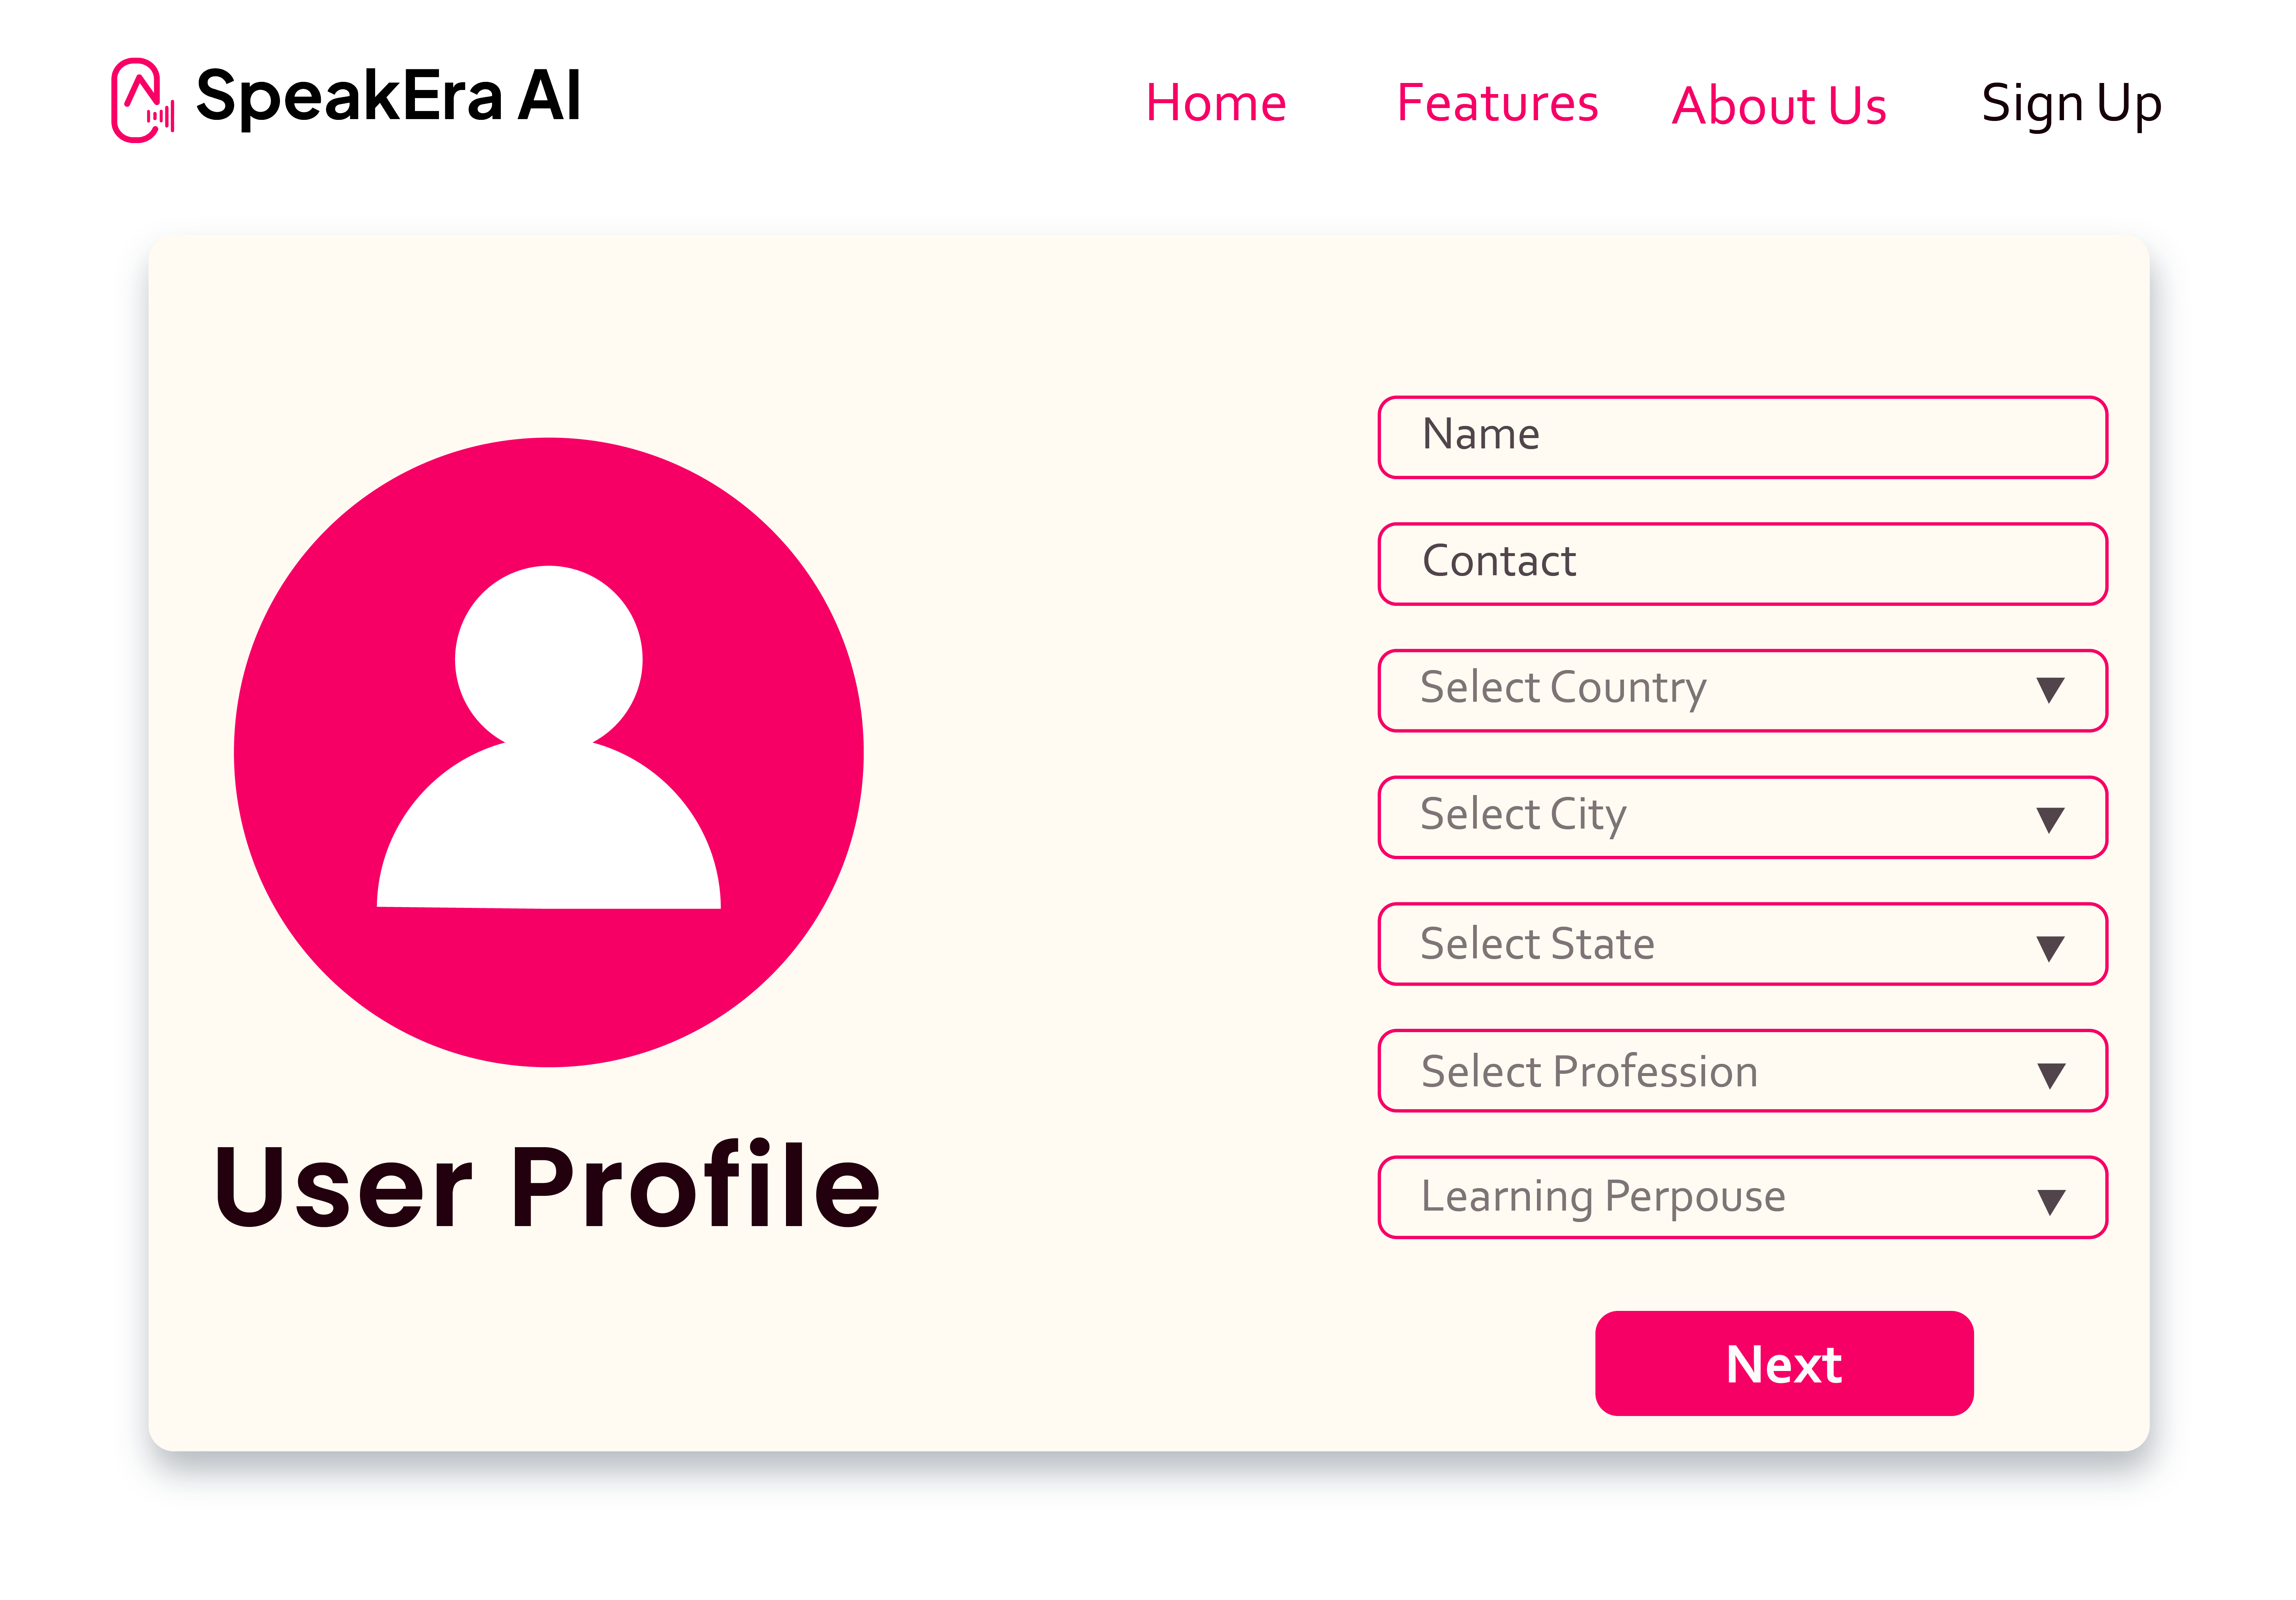 SpeakEra AI
Home Features About Us Sign Up
Name
Contact
Select Country
Select City
Select State
Select Profession
Learning Perpouse
User Profile
Next